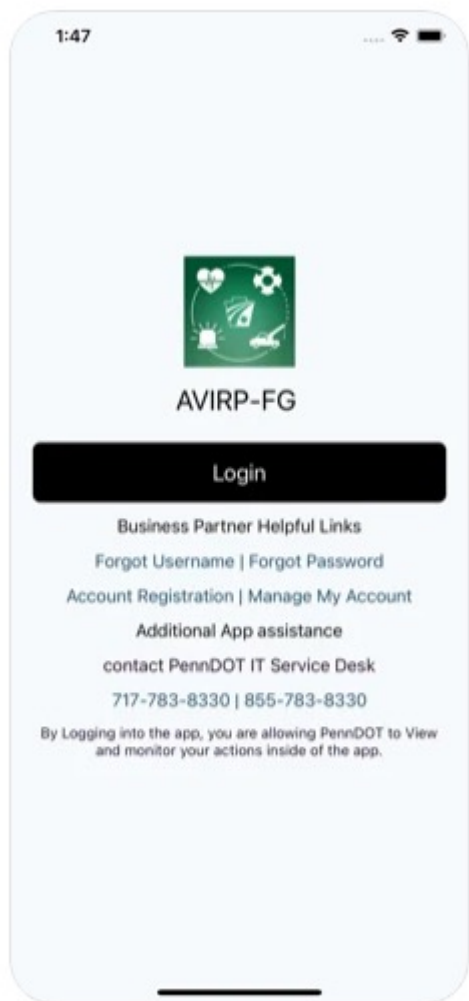 1:47
AVIRP-FG
Login
Business Partner Helpful Links
Forgot Username | Forgot Password
Account Registration | Manage My Account
Additional App assistance
contact PennDOT IT Service Desk
717-783-8330 | 855-783-8330
By Logging into the app, you are allowing PennDOT to View
and monitor your actions inside of the app.